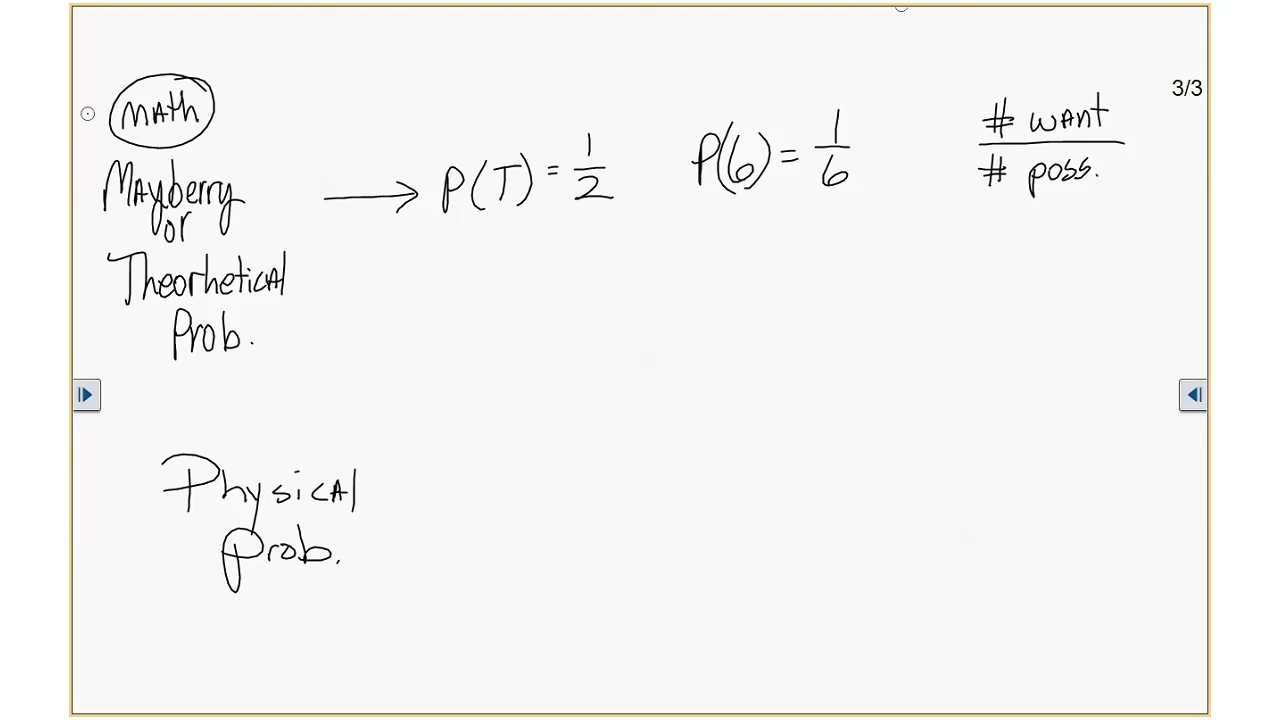 3/3
MATH
Mayberry
or
Theorhetical
Prob.
P(T) = 1/2
P(6) = 1/6
# WANT
# poss.
Physical
Prob.